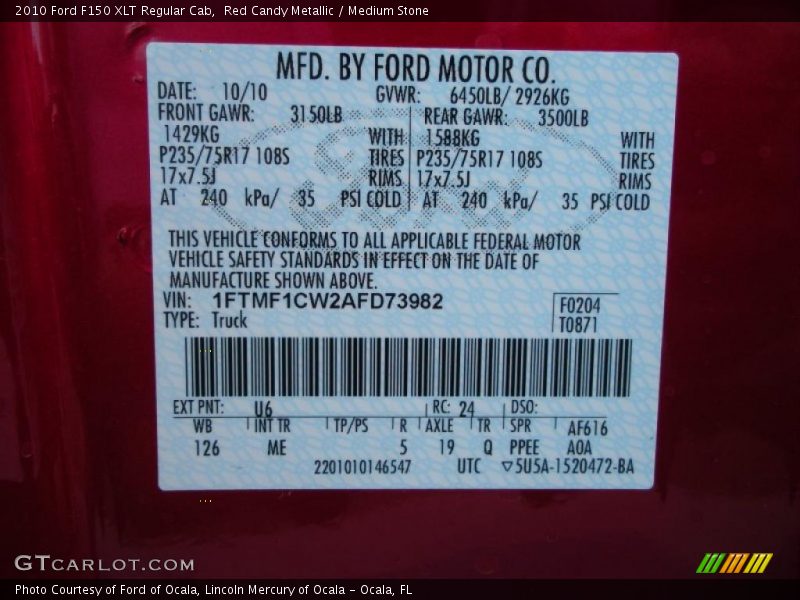 2010 Ford F150 XLT Regular Cab,  Red Candy Metallic / Medium Stone
MFD. BY FORD MOTOR CO.
DATE: 10/10 GVWR: 6450LB/ 2926KG
FRONT GAWR: 3150LB REAR GAWR: 3500LB
1429KG WITH 1588KG WITH
P235/75R17 108S TIRES P235/75R17 108S TIRES
17x7.5J RIMS 17x7.5J RIMS
AT 240 kPa/ 35 PSI COLD AT 240 kPa/ 35 PSI COLD
THIS VEHICLE CONFORMS TO ALL APPLICABLE FEDERAL MOTOR
VEHICLE SAFETY STANDARDS IN EFFECT ON THE DATE OF
MANUFACTURE SHOWN ABOVE.
VIN: 1FTMF1CW2AFD73982 F0204
TYPE: Truck T0871
EXT PNT: U6 RC: 24 DSO:
WB INT TR TP/PS R AXLE TR SPR AF616
126 ME 5 19 Q PPEE AOA
2201010146547 UTC ▽5U5A-1520472-BA
GTCARLOT.COM
Photo Courtesy of Ford of Ocala, Lincoln Mercury of Ocala - Ocala, FL